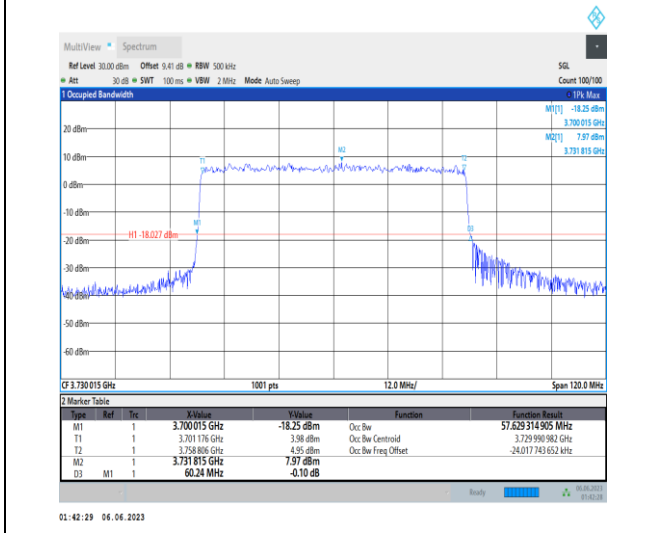 MultiView Spectrum
Ref Level 30.00 dBm Offset 9.41 dB RBW 500 kHz SGL
Att 30 dB SWT 100 ms VBW 2 MHz Mode Auto Sweep Count 100/100
1 Occupied Bandwidth 1Pk Max
M1[1] -18.25 dBm
3.700 015 GHz
M2[1] 7.97 dBm
3.731 815 GHz
20 dBm
M2
10 dBm
T1 T2
0 dBm
-10 dBm
M1
H1 -18.027 dBm
D3
-20 dBm
-30 dBm
-40 dBm
-50 dBm
-60 dBm
CF 3.730 015 GHz 1001 pts 12.0 MHz/ Span 120.0 MHz
2 Marker Table
Type Ref Trc X-Value Y-Value Function Function Result
M1 1 3.700 015 GHz -18.25 dBm Occ Bw 57.629 314 905 MHz
T1 1 3.701 176 GHz 3.98 dBm Occ Bw Centroid 3.729 990 982 GHz
T2 1 3.758 806 GHz 4.95 dBm Occ Bw Freq Offset -24.017 743 652 kHz
M2 1 3.731 815 GHz 7.97 dBm
D3 M1 1 60.24 MHz -0.10 dB
Ready 06.06.2023
01:42:28
01:42:29 06.06.2023